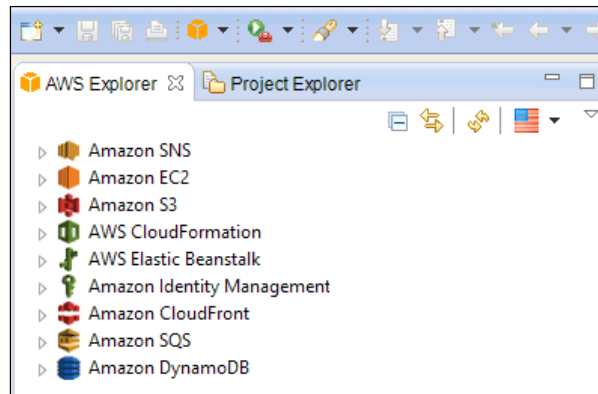 AWS Explorer Project Explorer
Amazon SNS
Amazon EC2
Amazon S3
AWS CloudFormation
AWS Elastic Beanstalk
Amazon Identity Management
Amazon CloudFront
Amazon SQS
Amazon DynamoDB